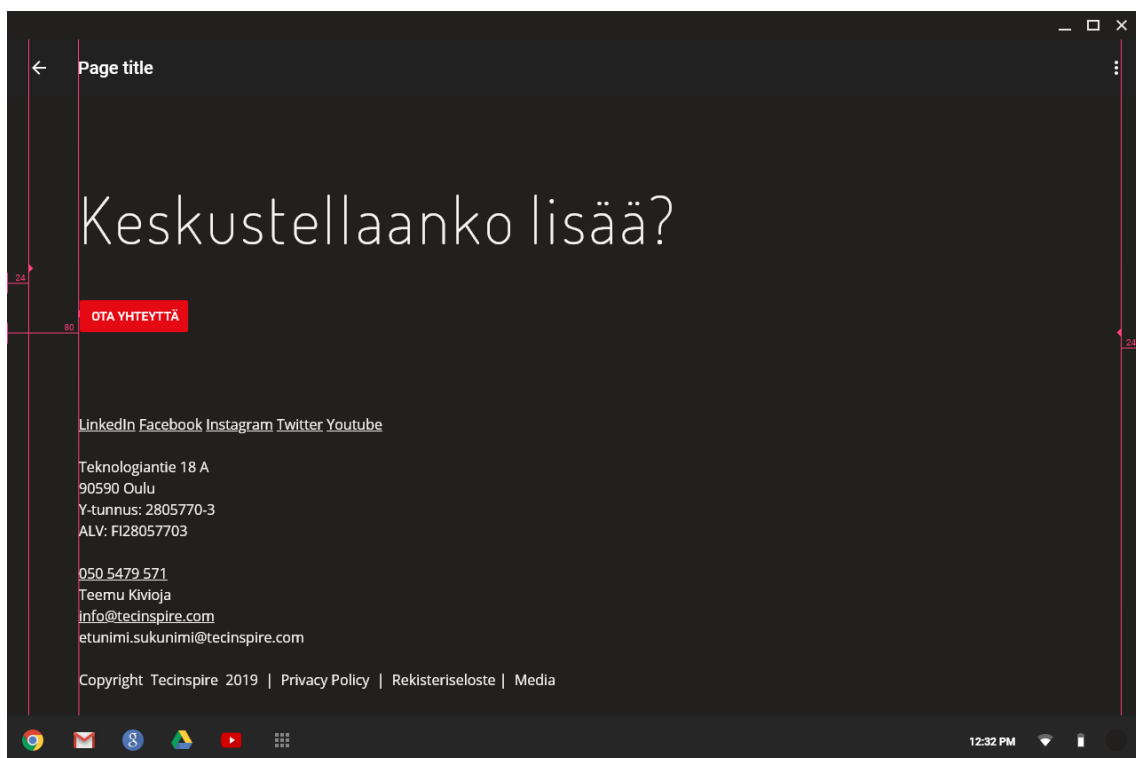 Page title
Keskustellaanko lisää?
24
OTA YHTEYTTÄ
80
24
LinkedIn Facebook Instagram Twitter Youtube
Teknologiantie 18 A
90590 Oulu
Y-tunnus: 2805770-3
ALV: FI28057703
050 5479 571
Teemu Kivioja
info@tecinspire.com
etunimi.sukunimi@tecinspire.com
Copyright Tecinspire 2019 | Privacy Policy | Rekisteriseloste | Media
8
12:32 PM